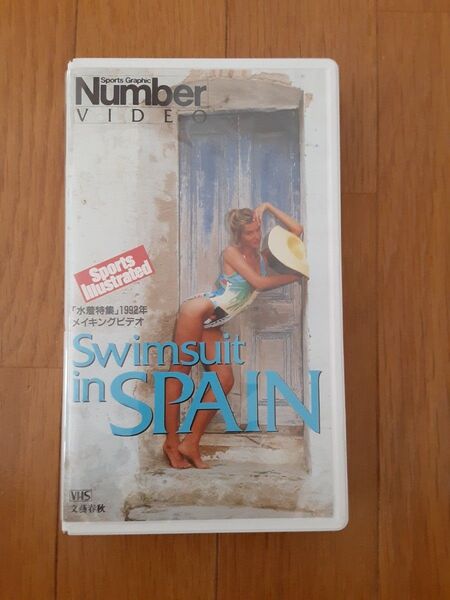 Sports Graphic
Number
VIDEO
Sports
Illustrated
「水着特集」1992年
メイキングビデオ
Swimsuit
in SPAIN
VHS
文藝春秋